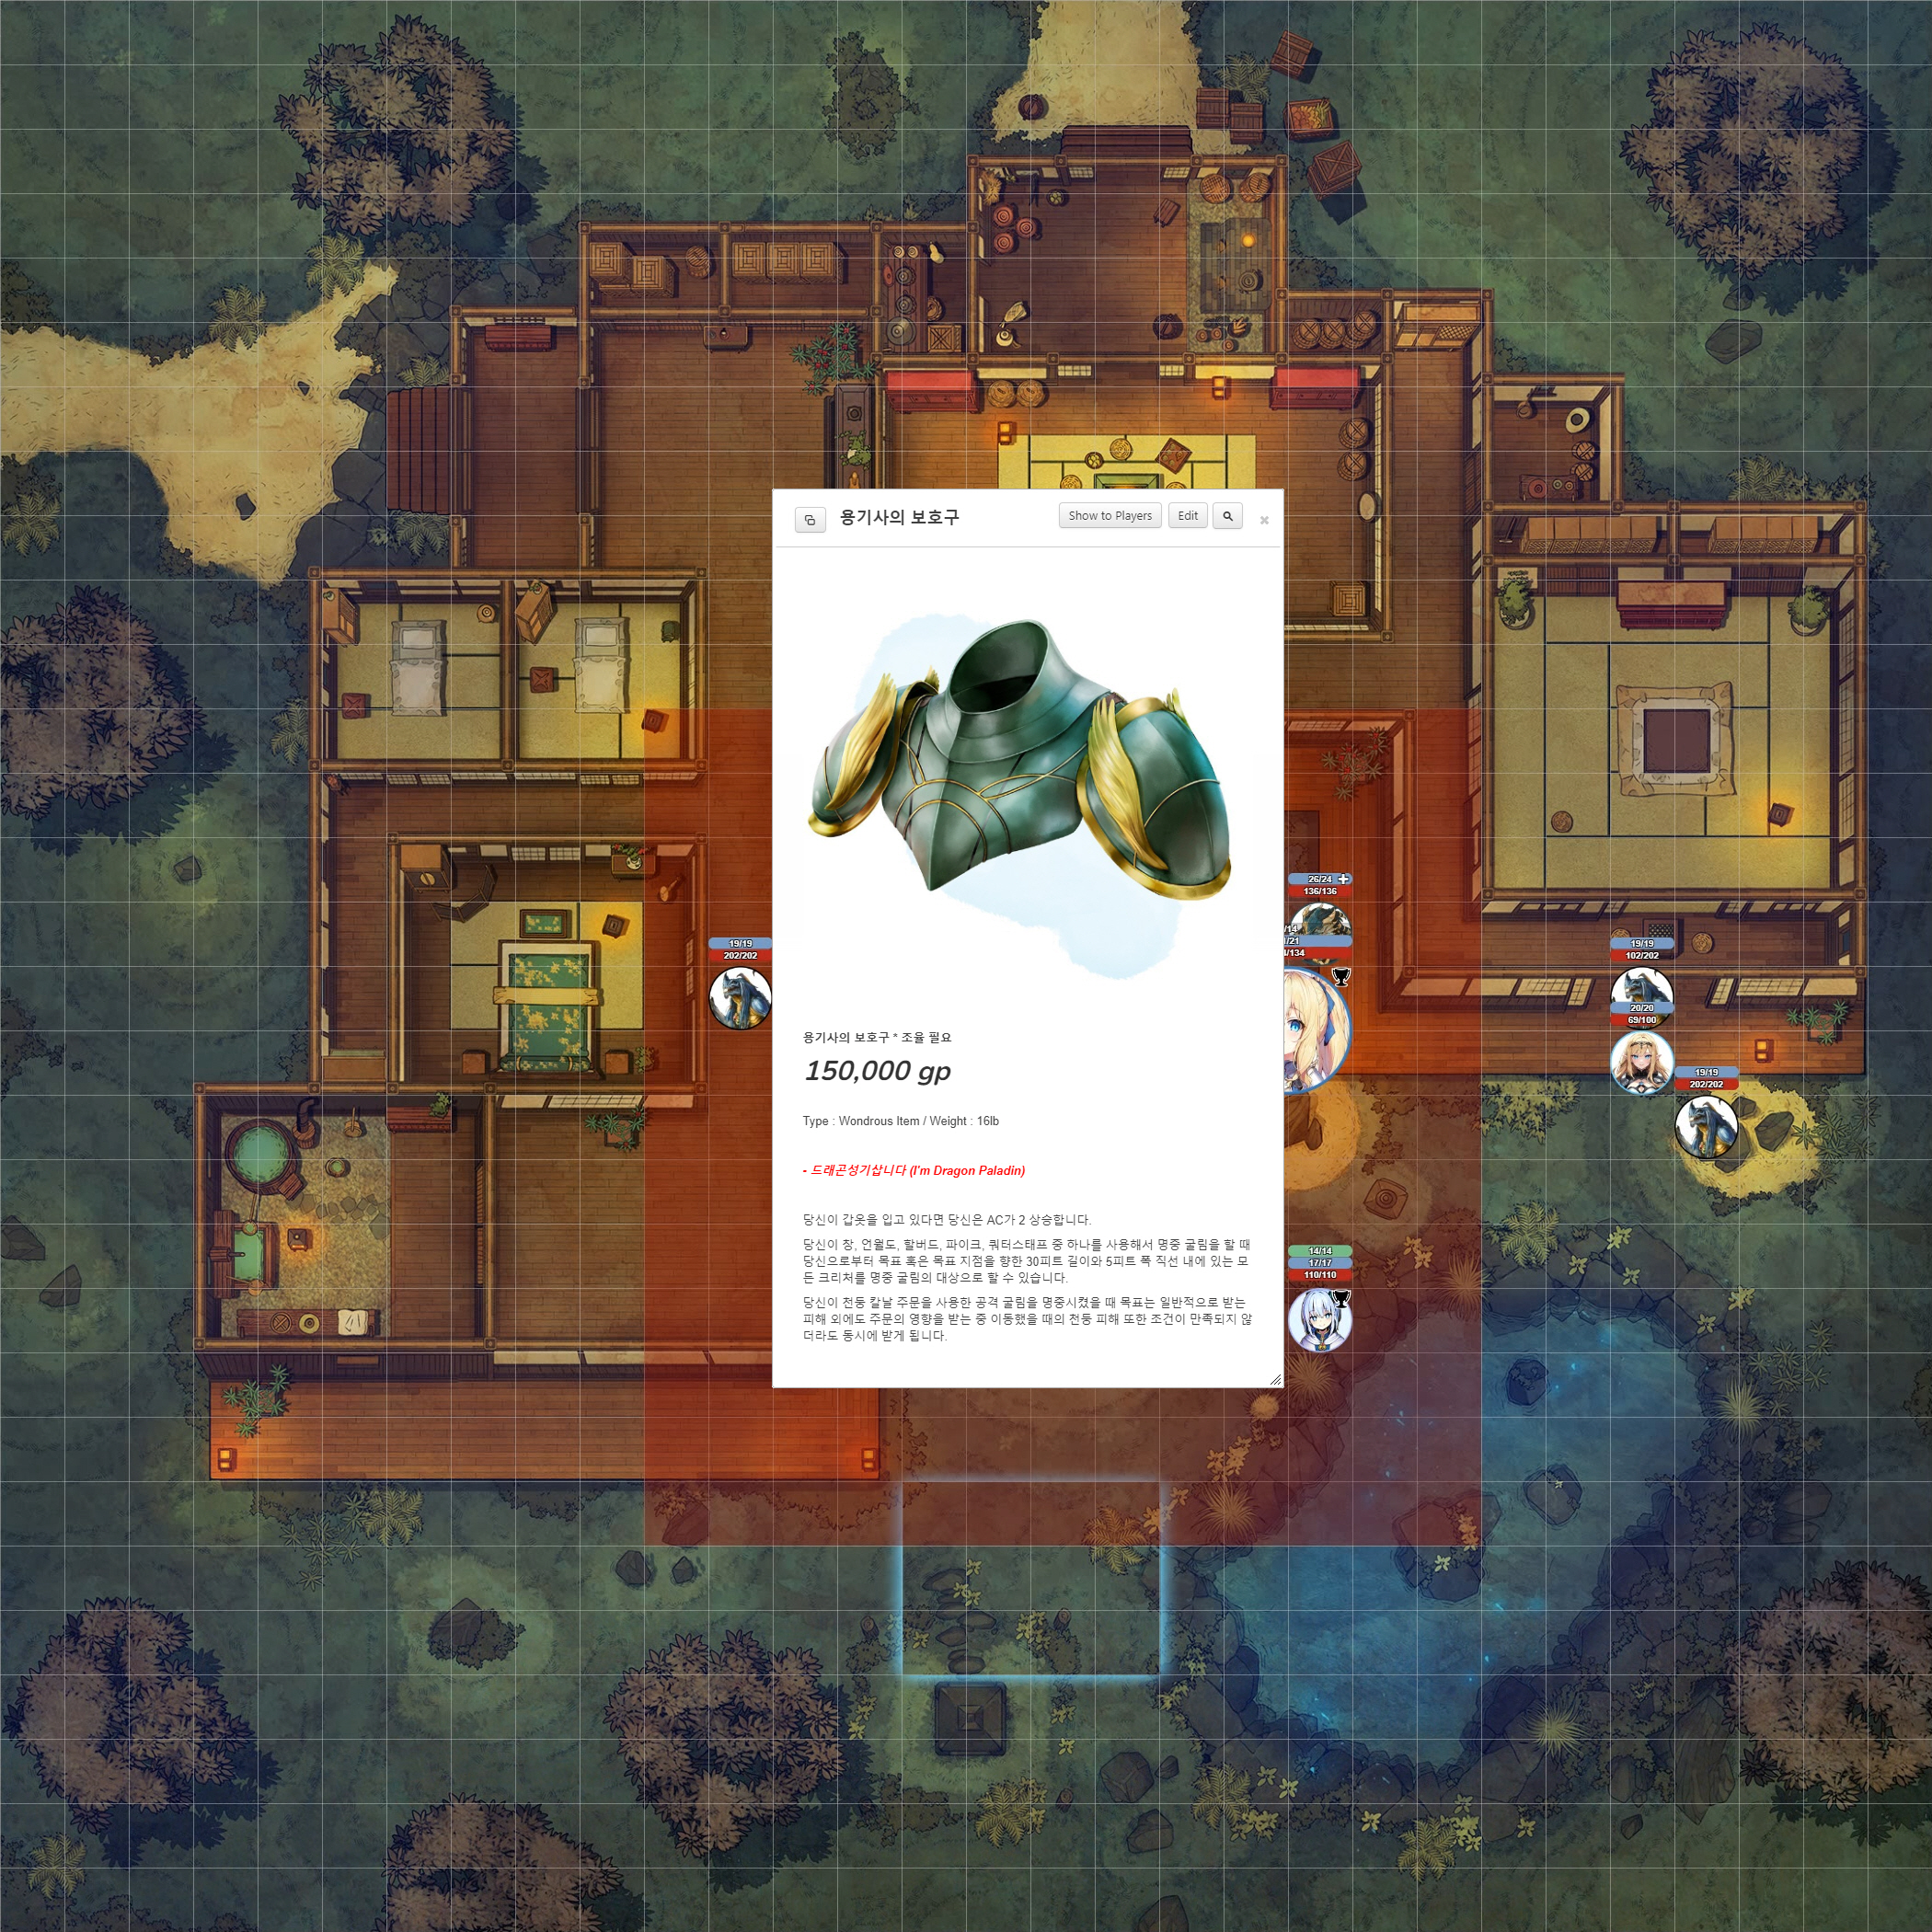 용기사의 보호구
Show to Players
Edit
용기사의 보호구 * 조율 필요
150,000 gp
Type : Wondrous Item / Weight : 16lb
- 드래곤성기삽니다 (I'm Dragon Paladin)
당신이 갑옷을 입고 있다면 당신은 AC가 2 상승합니다.
당신이 창, 언월도, 할버드, 파이크, 쿼터스태프 중 하나를 사용해서 명중 굴림을 할 때
당신으로부터 목표 혹은 목표 지점을 향한 30피트 길이와 5피트 폭 직선 내에 있는 모
든 크리처를 명중 굴림의 대상으로 할 수 있습니다.
당신이 천둥 칼날 주문을 사용한 공격 굴림을 명중시켰을 때 목표는 일반적으로 받는
피해 외에도 주문의 영향을 받는 중 이동했을 때의 천둥 피해 또한 조건이 만족되지 않
더라도 동시에 받게 됩니다.
19/19
202/202
26/24
136/136
/14
/21
/134
19/19
102/202
20/20
69/100
19/19
202/202
14/14
17/17
110/110